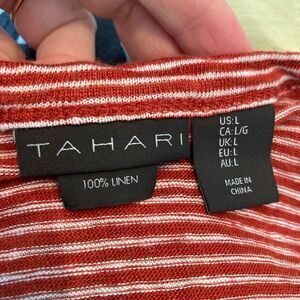 TAHARI
100% LINEN
US:L
CA:L/G
UK:L
EU:L
AU:L
MADE IN
CHINA